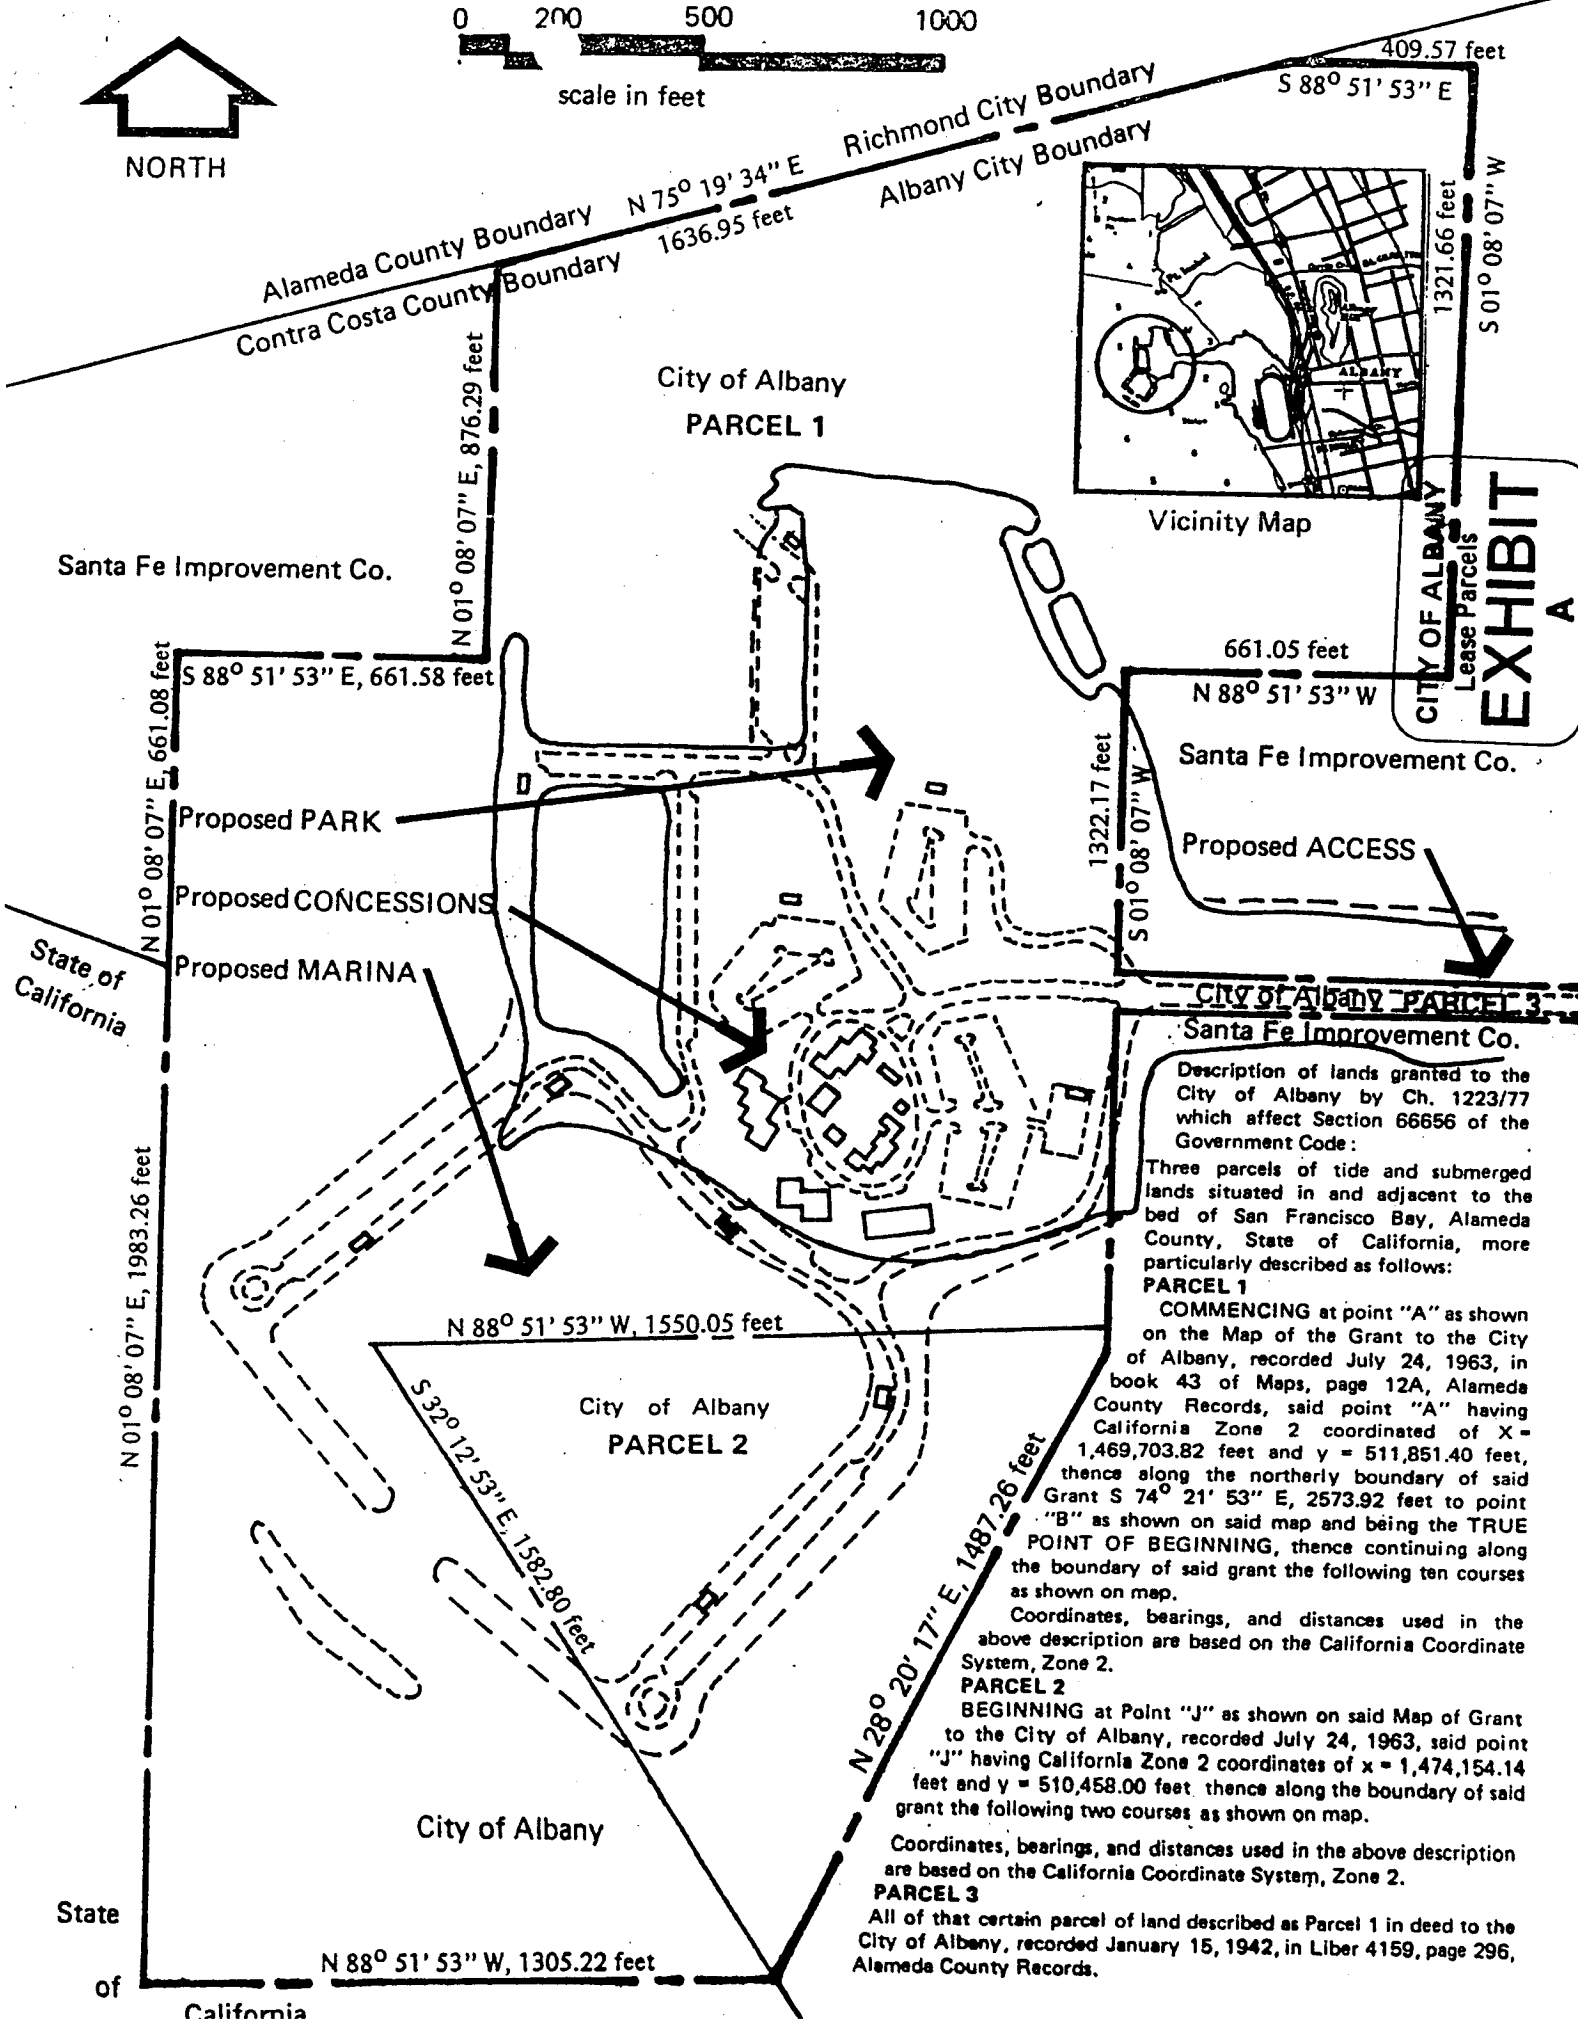 0 200 500 1000
scale in feet
NORTH
409.57 feet
S 88° 51' 53" E
Richmond City Boundary
Albany City Boundary
N 75° 19' 34" E
1636.95 feet
Alameda County Boundary
Contra Costa County Boundary
1321.66 feet
S 01° 08' 07" W
N 01° 08' 07" E, 876.29 feet
City of Albany
PARCEL 1
ALBANY
Vicinity Map
CITY OF ALBANY
Lease Parcels
EXHIBIT
A
Santa Fe Improvement Co.
S 88° 51' 53" E, 661.58 feet
N 01° 08' 07" E, 661.08 feet
661.05 feet
N 88° 51' 53" W
1322.17 feet
S 01° 08' 07" W
Santa Fe Improvement Co.
Proposed PARK
Proposed ACCESS
Proposed CONCESSIONS
Proposed MARINA
State of
California
City of Albany PARCEL 3
Santa Fe Improvement Co.
N 01° 08' 07" E, 1983.26 feet
N 88° 51' 53" W, 1550.05 feet
City of Albany
PARCEL 2
S 32° 12' 53" E, 1582.80 feet
N 28° 20' 17" E, 1487.26 feet
City of Albany
N 88° 51' 53" W, 1305.22 feet
State
of
California
Description of lands granted to the
City of Albany by Ch. 1223/77
which affect Section 66656 of the
Government Code:
Three parcels of tide and submerged
lands situated in and adjacent to the
bed of San Francisco Bay, Alameda
County, State of California, more
particularly described as follows:
PARCEL 1
COMMENCING at point "A" as shown
on the Map of the Grant to the City
of Albany, recorded July 24, 1963, in
book 43 of Maps, page 12A, Alameda
County Records, said point "A" having
California Zone 2 coordinated of X =
1,469,703.82 feet and y = 511,851.40 feet,
thence along the northerly boundary of said
Grant S 74° 21' 53" E, 2573.92 feet to point
"B" as shown on said map and being the TRUE
POINT OF BEGINNING, thence continuing along
the boundary of said grant the following ten courses
as shown on map.
Coordinates, bearings, and distances used in the
above description are based on the California Coordinate
System, Zone 2.
PARCEL 2
BEGINNING at Point "J" as shown on said Map of Grant
to the City of Albany, recorded July 24, 1963, said point
"J" having California Zone 2 coordinates of x = 1,474,154.14
feet and y = 510,458.00 feet thence along the boundary of said
grant the following two courses as shown on map.
Coordinates, bearings, and distances used in the above description
are based on the California Coordinate System, Zone 2.
PARCEL 3
All of that certain parcel of land described as Parcel 1 in deed to the
City of Albany, recorded January 15, 1942, in Liber 4159, page 296,
Alameda County Records.